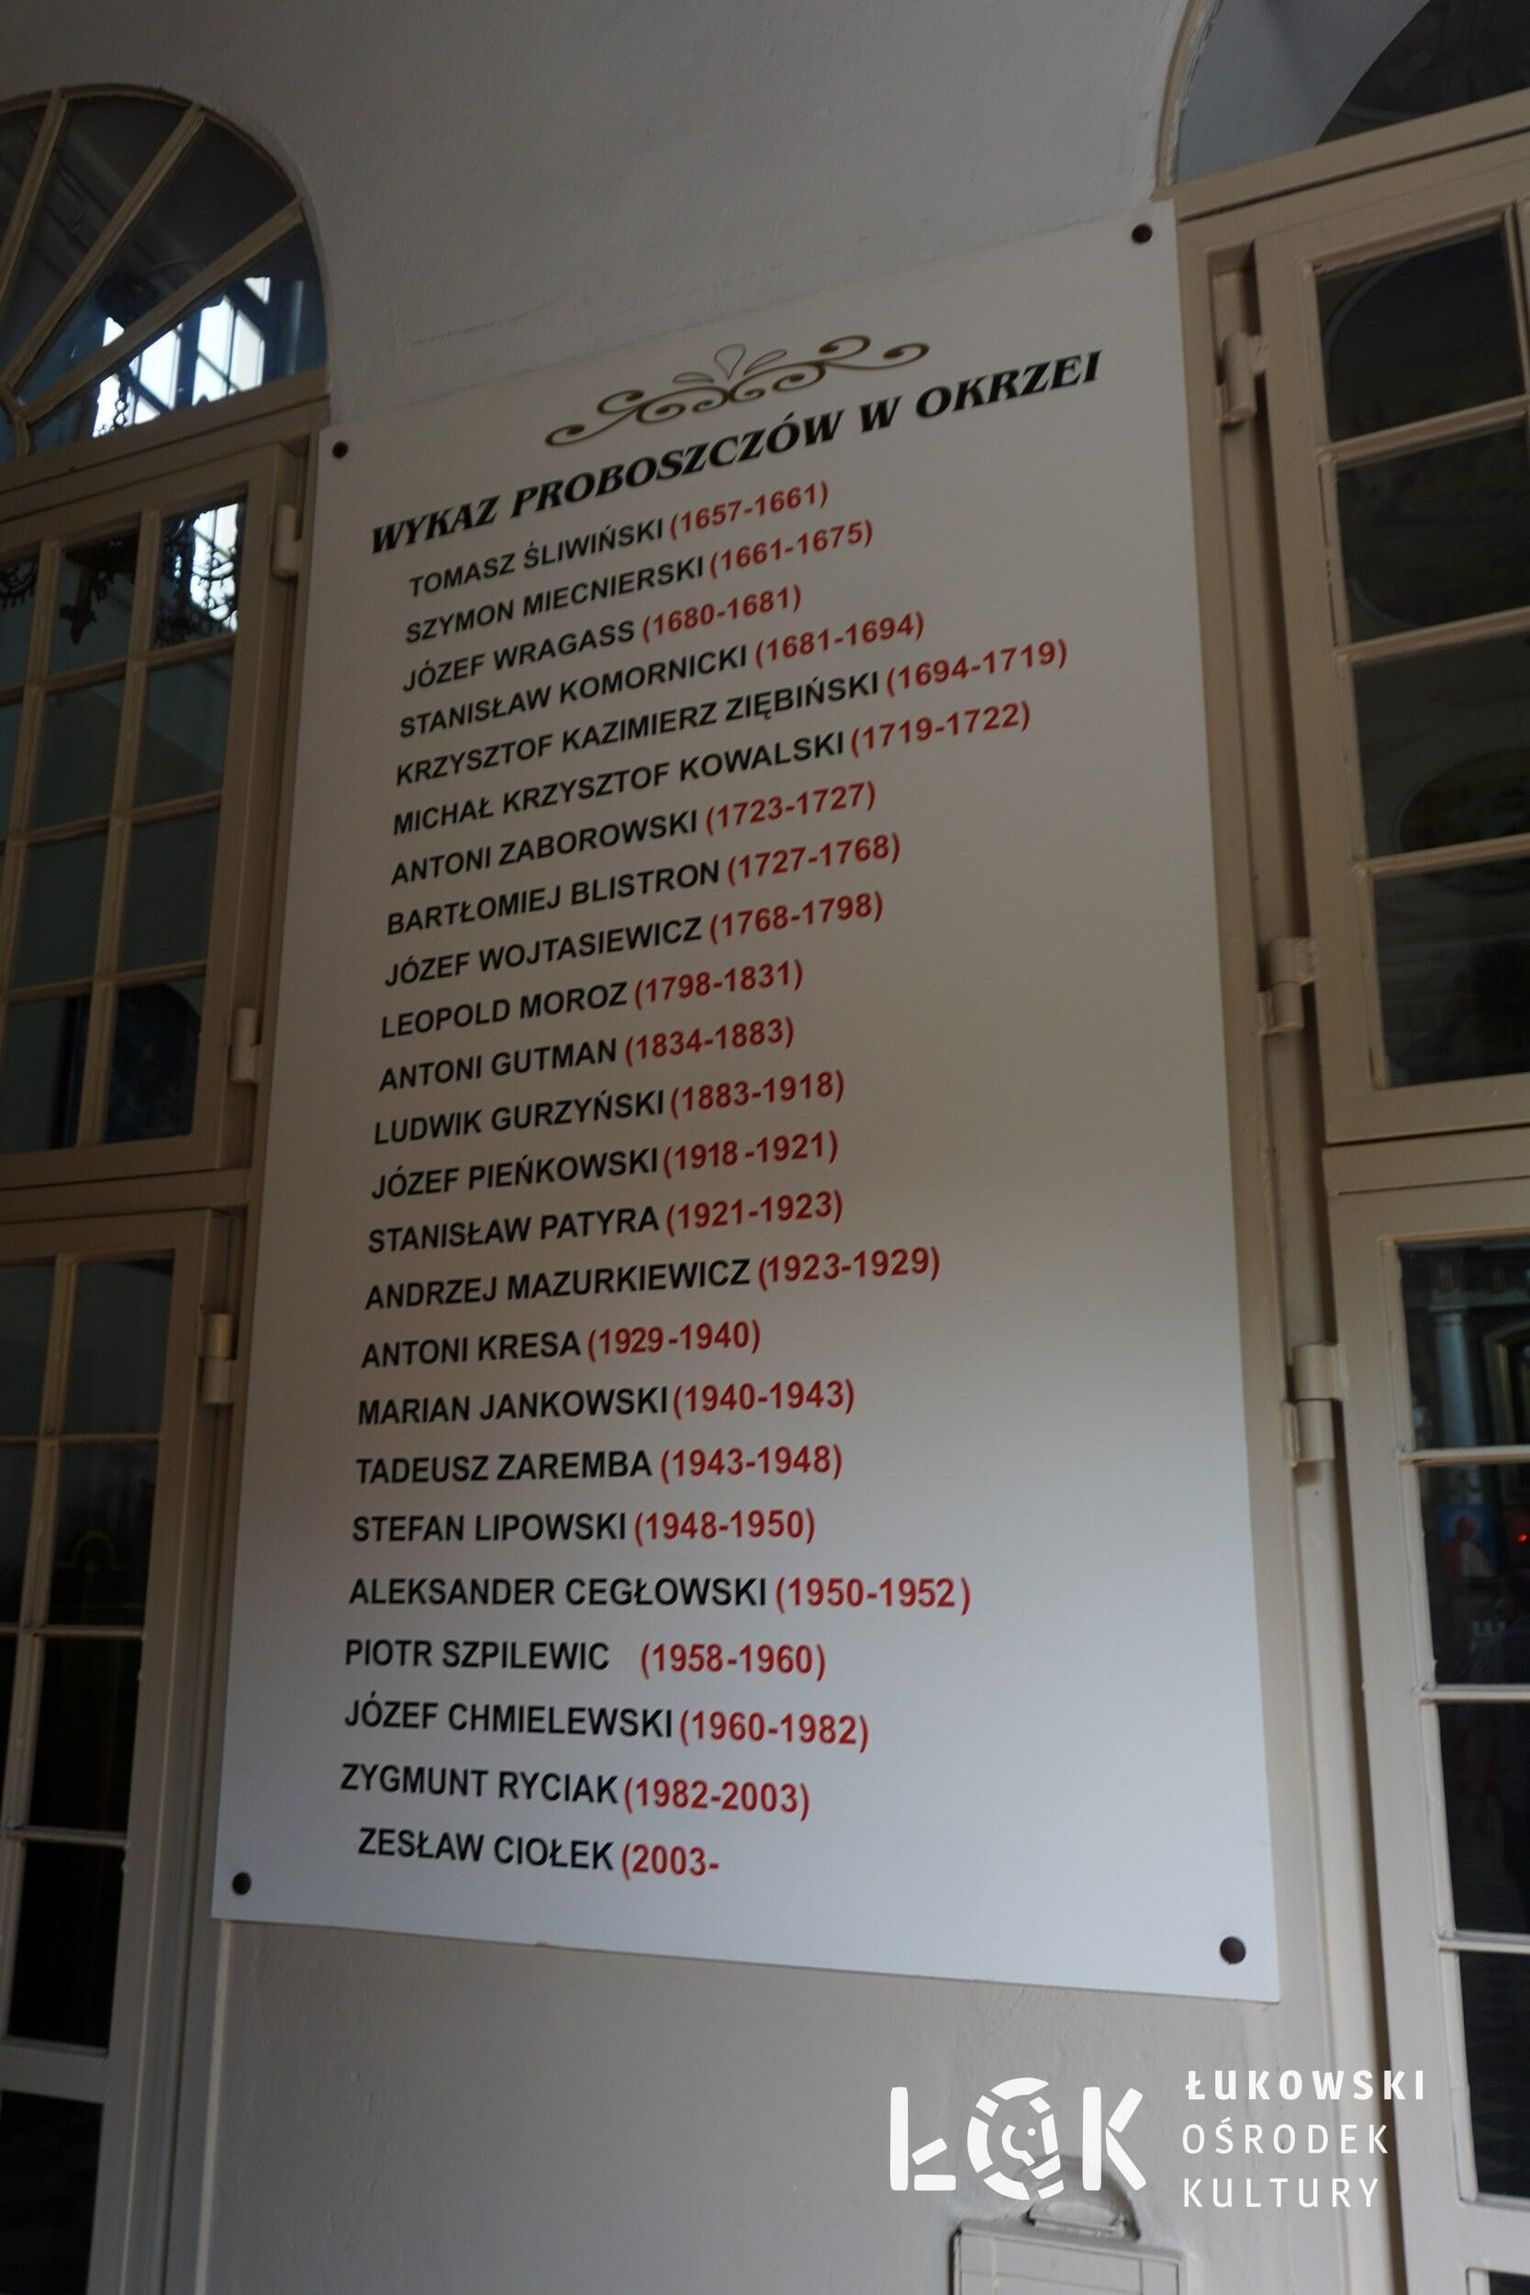 WYKAZ PROBOSZCZÓW W OKRZEI
TOMASZ ŚLIWIŃSKI (1657-1661)
SZYMON MIECNIERSKI (1661-1675)
JÓZEF WRAGASS (1680-1681)
STANISŁAW KOMORNICKI (1681-1694)
KRZYSZTOF KAZIMIERZ ZIĘBIŃSKI (1694-1719)
MICHAŁ KRZYSZTOF KOWALSKI (1719-1722)
ANTONI ZABOROWSKI (1723-1727)
BARTŁOMIEJ BLISTRON (1727-1768)
JÓZEF WOJTASIEWICZ (1768-1798)
LEOPOLD MOROZ (1798-1831)
ANTONI GUTMAN (1834-1883)
LUDWIK GURZYŃSKI (1883-1918)
JÓZEF PIEŃKOWSKI (1918-1921)
STANISŁAW PATYRA (1921-1923)
ANDRZEJ MAZURKIEWICZ (1923-1929)
ANTONI KRESA (1929-1940)
MARIAN JANKOWSKI (1940-1943)
TADEUSZ ZAREMBA (1943-1948)
STEFAN LIPOWSKI (1948-1950)
ALEKSANDER CEGŁOWSKI (1950-1952)
PIOTR SZPILEWIC (1958-1960)
JÓZEF CHMIELEWSKI (1960-1982)
ZYGMUNT RYCIAK (1982-2003)
ZESŁAW CIOŁEK (2003-
ŁOK
ŁUKOWSKI
OŚRODEK
KULTURY